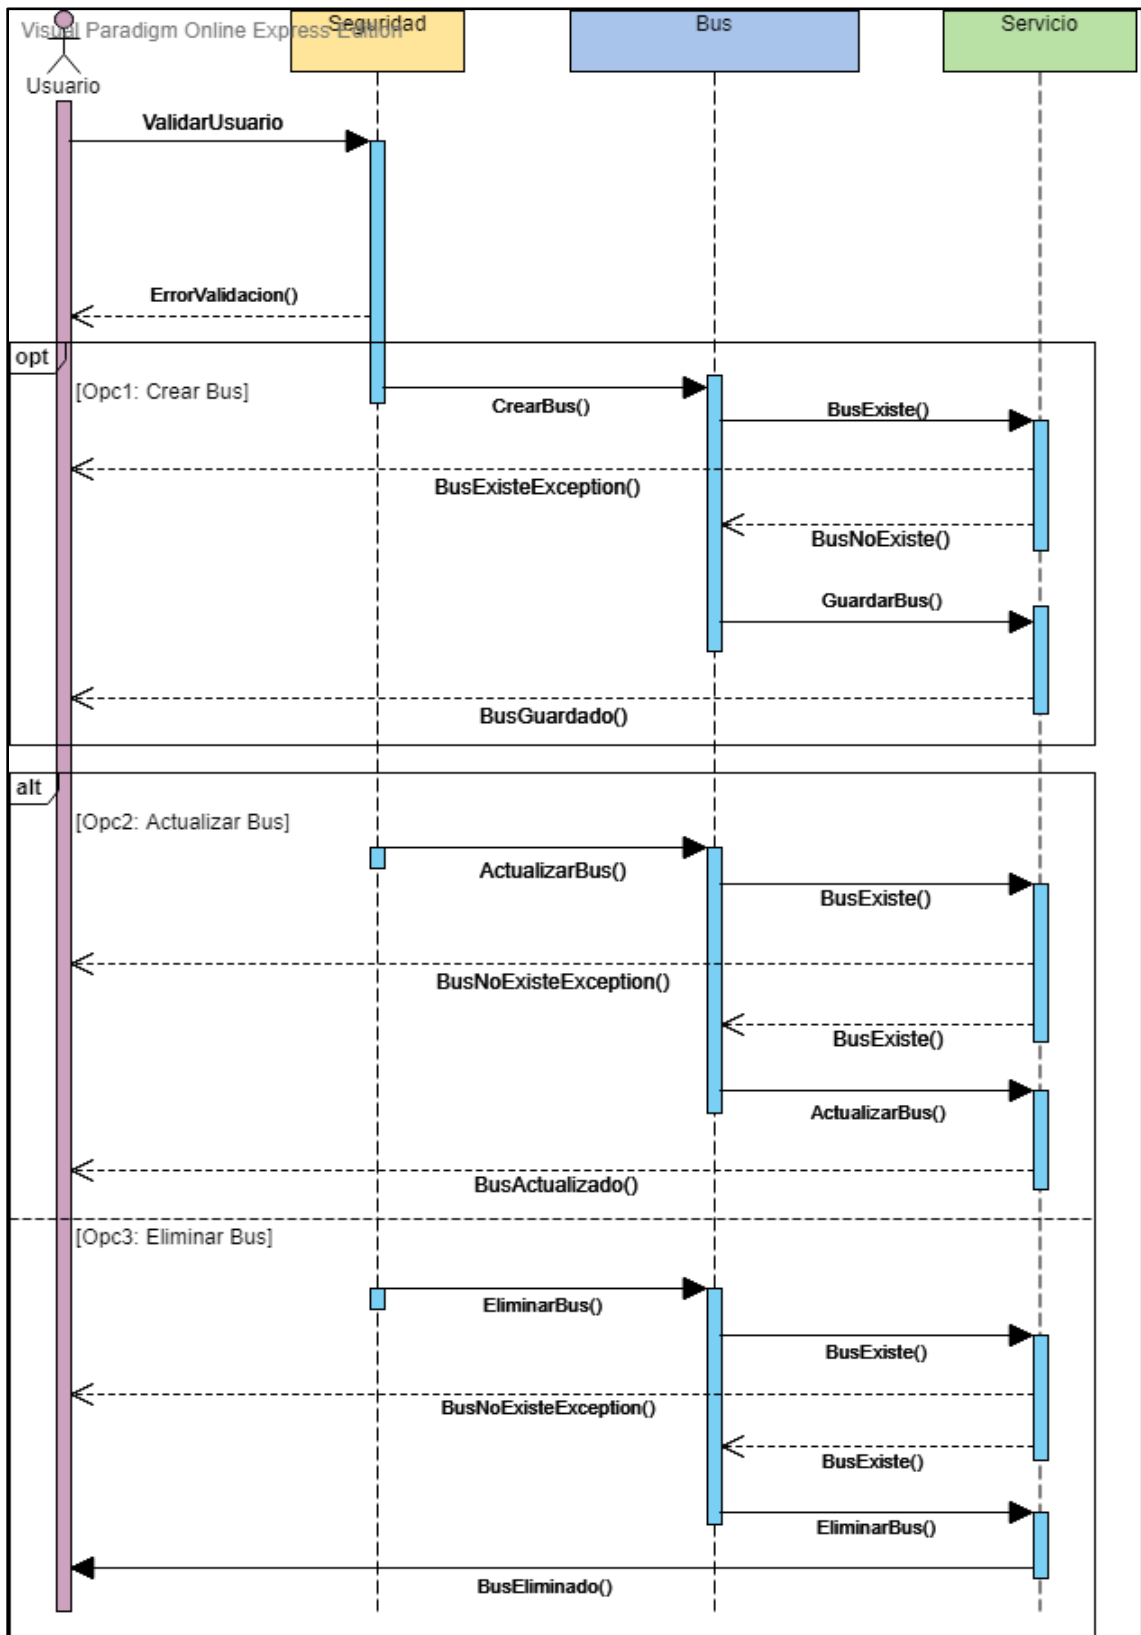 Visual Paradigm Online Express Edition
Seguridad
Bus
Servicio
Usuario
ValidarUsuario
ErrorValidacion()
opt
[Opc1: Crear Bus]
CrearBus()
BusExiste()
BusExisteException()
BusNoExiste()
GuardarBus()
BusGuardado()
alt
[Opc2: Actualizar Bus]
ActualizarBus()
BusExiste()
BusNoExisteException()
BusExiste()
ActualizarBus()
BusActualizado()
[Opc3: Eliminar Bus]
EliminarBus()
BusExiste()
BusNoExisteException()
BusExiste()
EliminarBus()
BusEliminado()